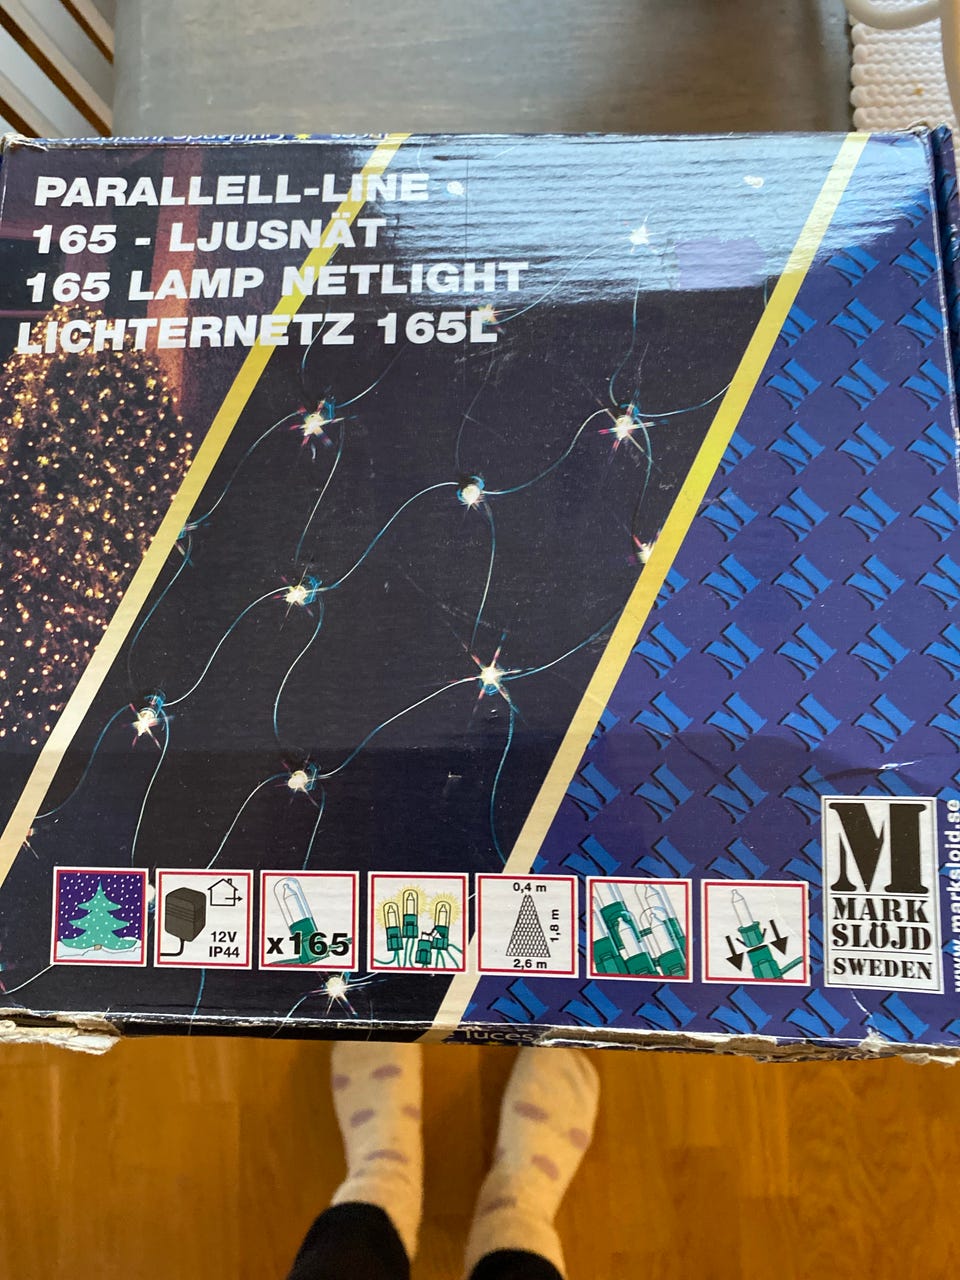 PARALLELL-LINE
165 - LJUSNÄT
165 LAMP NETLIGHT
LICHTERNETZ 165L
12V
IP44
x165
0,4 m
1,8 m
2,6 m
M
MARK
SLÖJD
SWEDEN
www.marksloid.se